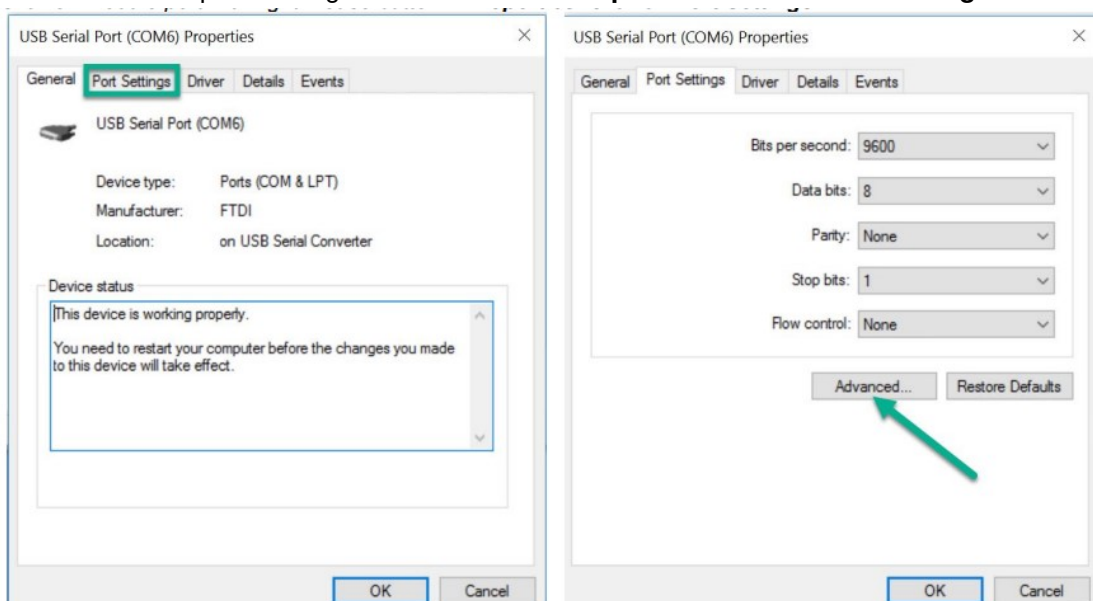 USB Serial Port (COM6) Properties
General Port Settings Driver Details Events
USB Serial Port (COM6)
Device type: Ports (COM & LPT)
Manufacturer: FTDI
Location: on USB Serial Converter
Device status
This device is working properly.
You need to restart your computer before the changes you made
to this device will take effect.
OK Cancel
USB Serial Port (COM6) Properties
General Port Settings Driver Details Events
Bits per second: 9600
Data bits: 8
Parity: None
Stop bits: 1
Flow control: None
Advanced... Restore Defaults
OK Cancel